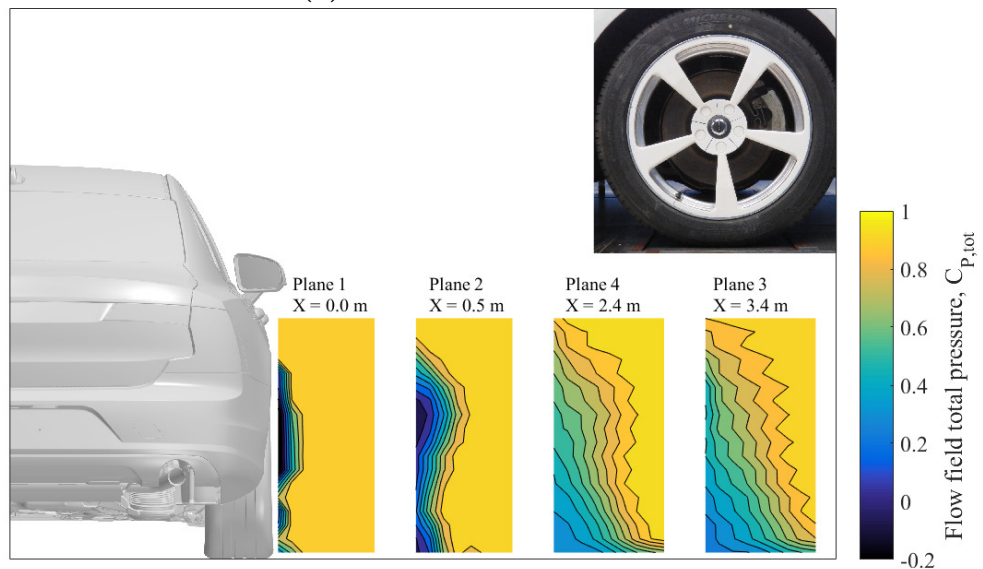 MICHELIN
Plane 1
X = 0.0 m
Plane 2
X = 0.5 m
Plane 4
X = 2.4 m
Plane 3
X = 3.4 m
1
0.8
0.6
0.4
0.2
0
-0.2
Flow field total pressure, C_P,tot